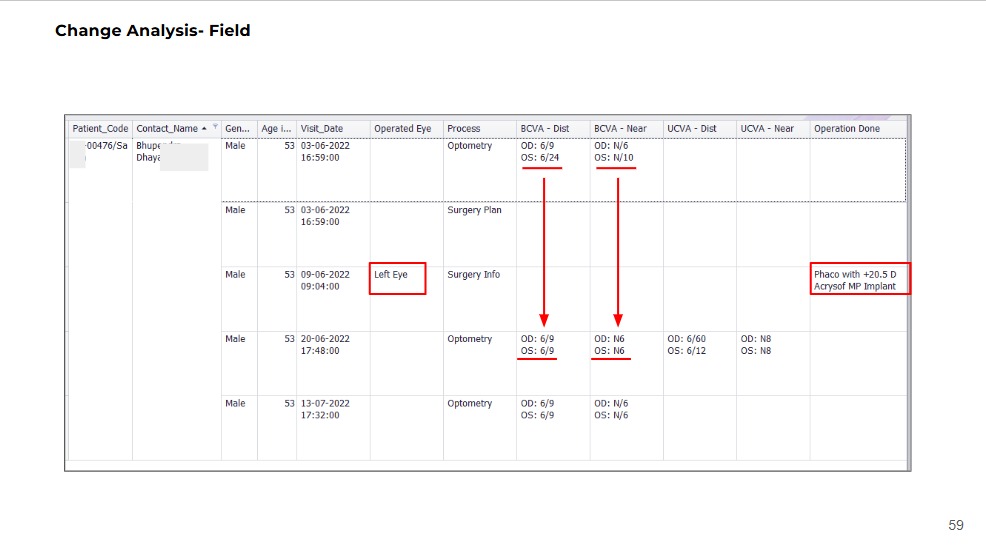 Change Analysis- Field
Patient_Code Contact_Name Gen... Age i... Visit_Date Operated Eye Process BCVA - Dist BCVA - Near UCVA - Dist UCVA - Near Operation Done
-00476/Sa Male 53 03-06-2022 Optometry OD: 6/9 OD: N/6
16:59:00 OS: 6/24 OS: N/10
Male 53 03-06-2022 Surgery Plan
16:59:00
Male 53 09-06-2022 Left Eye Surgery Info Phaco with +20.5 D
09:04:00 Acrysof MP Implant
Male 53 20-06-2022 Optometry OD: 6/9 OD: N6 OD: 6/60 OD: N8
17:48:00 OS: 6/9 OS: N6 OS: 6/12 OS: N8
Male 53 13-07-2022 Optometry OD: 6/9 OD: N/6
17:32:00 OS: 6/9 OS: N/6
59